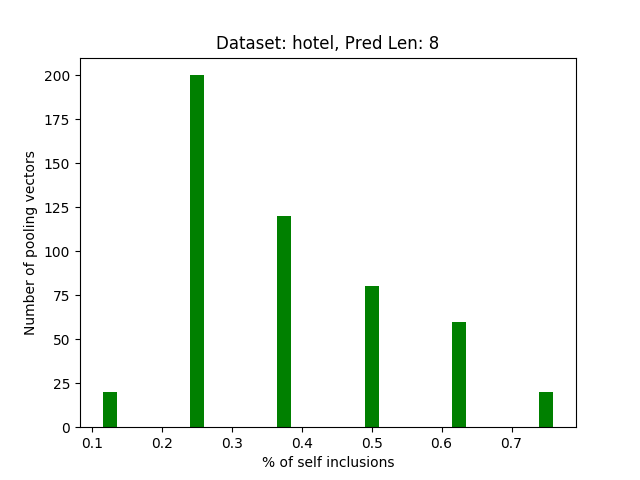 Dataset: hotel, Pred Len: 8
Number of pooling vectors
200
175
150
125
100
75
50
25
0
0.1 0.2 0.3 0.4 0.5 0.6 0.7
% of self inclusions